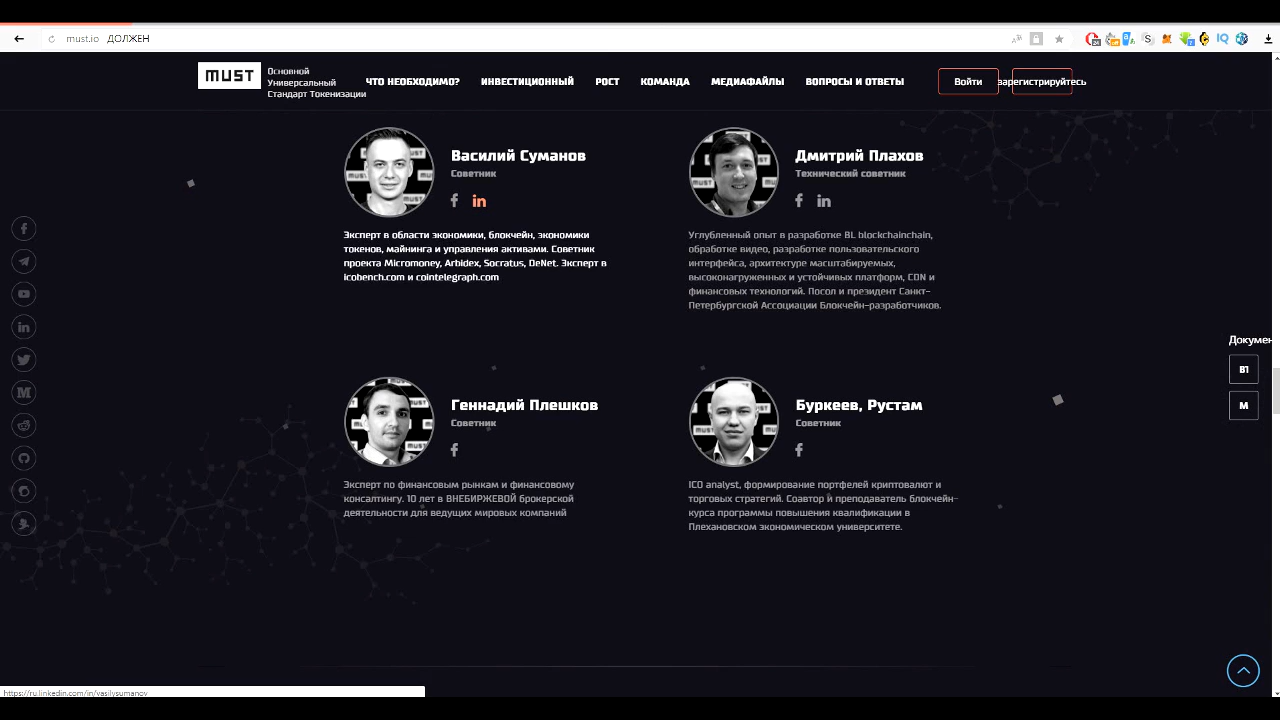 must.io ДОЛЖЕН
MUST
Основной
Универсальный
Стандарт Токенизации
ЧТО НЕОБХОДИМО?
ИНВЕСТИЦИОННЫЙ
РОСТ
КОМАНДА
МЕДИАФАЙЛЫ
ВОПРОСЫ И ОТВЕТЫ
Войти
зарегистрируйтесь
Василий Суманов
Советник
Эксперт в области экономики, блокчейн, экономики
токенов, майнинга и управления активами. Советник
проекта Micromoney, Arbidex, Socratus, DeNet. Эксперт в
icobench.com и cointelegraph.com
Дмитрий Плахов
Технический советник
Углубленный опыт в разработке BL blockchainchain,
обработке видео, разработке пользовательского
интерфейса, архитектуре масштабируемых,
высоконагруженных и устойчивых платформ, CDN и
финансовых технологий. Посол и президент Санкт-
Петербургской Ассоциации Блокчейн-разработчиков.
Докумен
B1
M
Геннадий Плешков
Советник
Эксперт по финансовым рынкам и финансовому
консалтингу. 10 лет в ВНЕБИРЖЕВОЙ брокерской
деятельности для ведущих мировых компаний
Буркеев, Рустам
Советник
ICO analyst, формирование портфелей криптовалют и
торговых стратегий. Соавтор и преподаватель блокчейн-
курса программы повышения квалификации в
Плехановском экономическом университете.
https://ru.linkedin.com/in/vasilysumanov